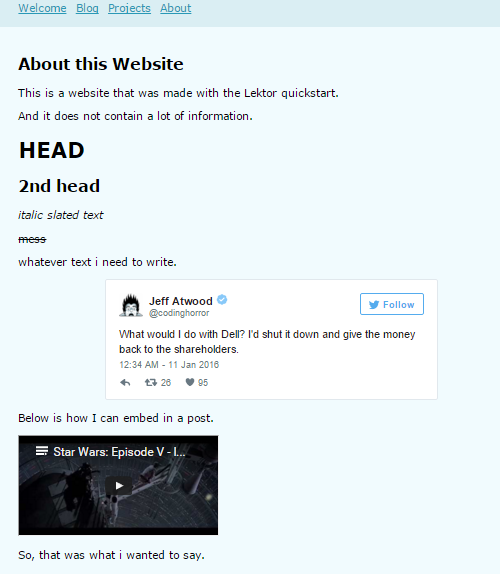 Welcome Blog Projects About
About this Website
This is a website that was made with the Lektor quickstart.
And it does not contain a lot of information.
HEAD
2nd head
italic slated text
mess
whatever text i need to write.
Jeff Atwood
@codinghorror
Follow
What would I do with Dell? I'd shut it down and give the money
back to the shareholders.
12:34 AM - 11 Jan 2016
26 95
Below is how I can embed in a post.
Star Wars: Episode V - I...
So, that was what i wanted to say.